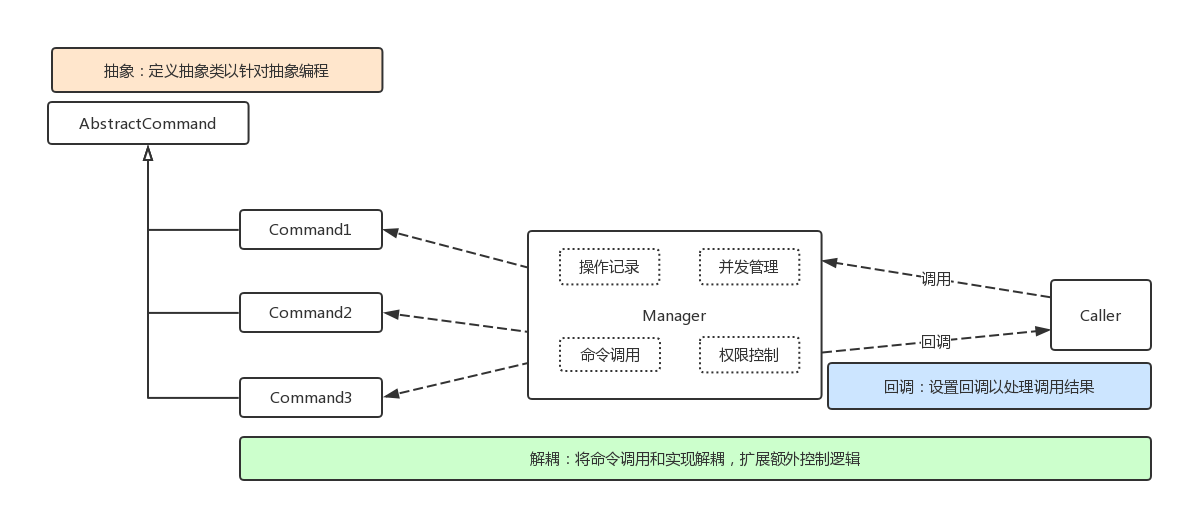 抽象：定义抽象类以针对抽象编程
AbstractCommand
Command1
Command2
Command3
操作记录
并发管理
Manager
命令调用
权限控制
调用
回调
Caller
回调：设置回调以处理调用结果
解耦：将命令调用和实现解耦，扩展额外控制逻辑